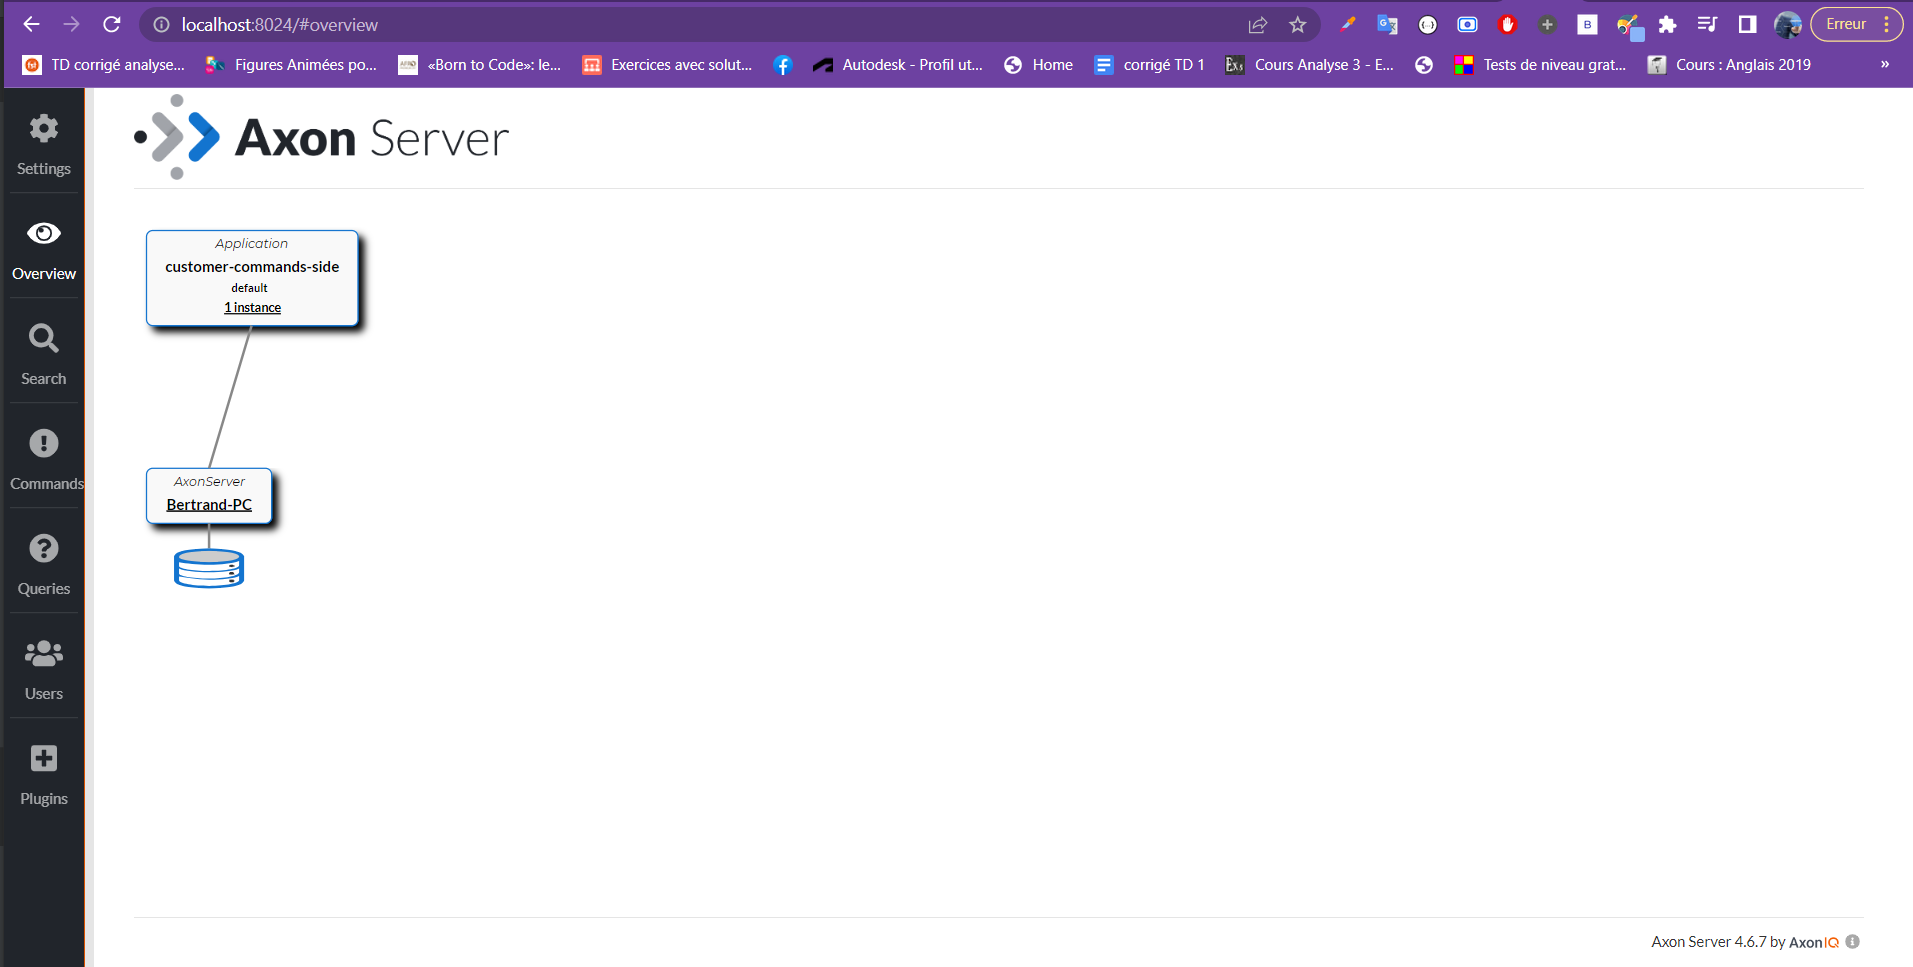 localhost:8024/#overview
Erreur
TD corrigé analyse... Figures Animées po... «Born to Code»: le... Exercices avec solut... Autodesk - Profil ut... Home corrigé TD 1 Cours Analyse 3 - E... Tests de niveau grat... Cours : Anglais 2019 »
Settings
Overview
Search
Commands
Queries
Users
Plugins
Axon Server
Application
customer-commands-side
default
1 instance
AxonServer
Bertrand-PC
Axon Server 4.6.7 by AxonIQ